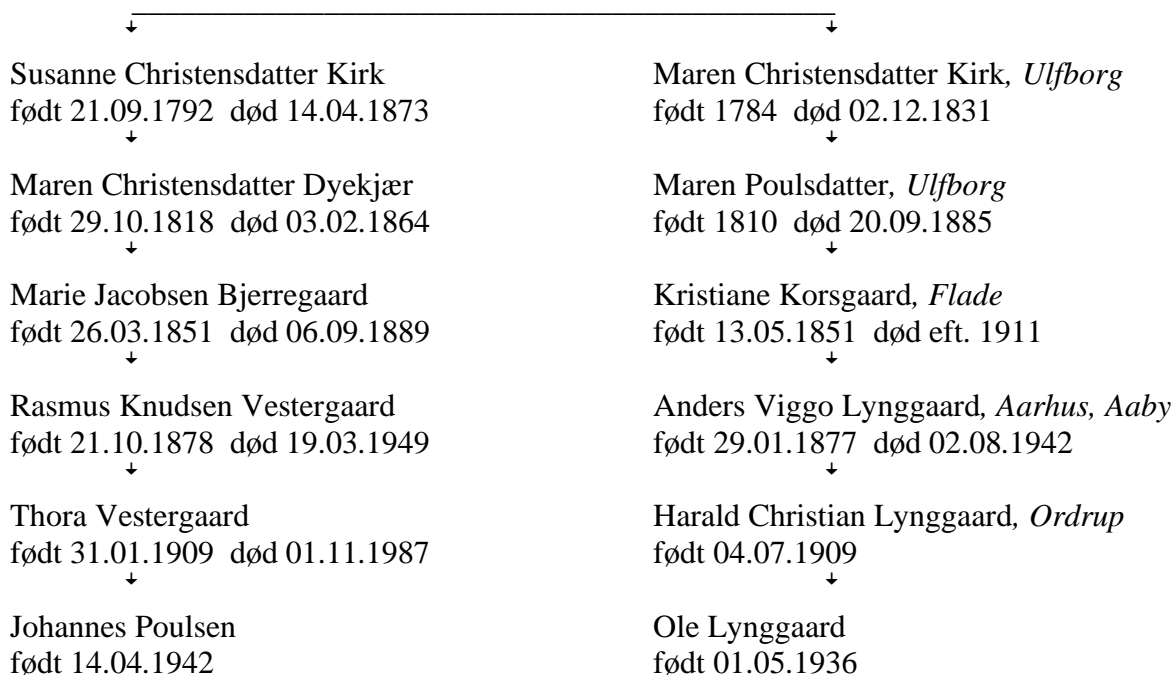 Susanne Christensdatter Kirk
født 21.09.1792 død 14.04.1873
Maren Christensdatter Dyekjær
født 29.10.1818 død 03.02.1864
Marie Jacobsen Bjerregaard
født 26.03.1851 død 06.09.1889
Rasmus Knudsen Vestergaard
født 21.10.1878 død 19.03.1949
Thora Vestergaard
født 31.01.1909 død 01.11.1987
Johannes Poulsen
født 14.04.1942
Maren Christensdatter Kirk, Ulfborg
født 1784 død 02.12.1831
Maren Poulsdatter, Ulfborg
født 1810 død 20.09.1885
Kristiane Korsgaard, Flade
født 13.05.1851 død eft. 1911
Anders Viggo Lynggaard, Aarhus, Aaby
født 29.01.1877 død 02.08.1942
Harald Christian Lynggaard, Ordrup
født 04.07.1909
Ole Lynggaard
født 01.05.1936